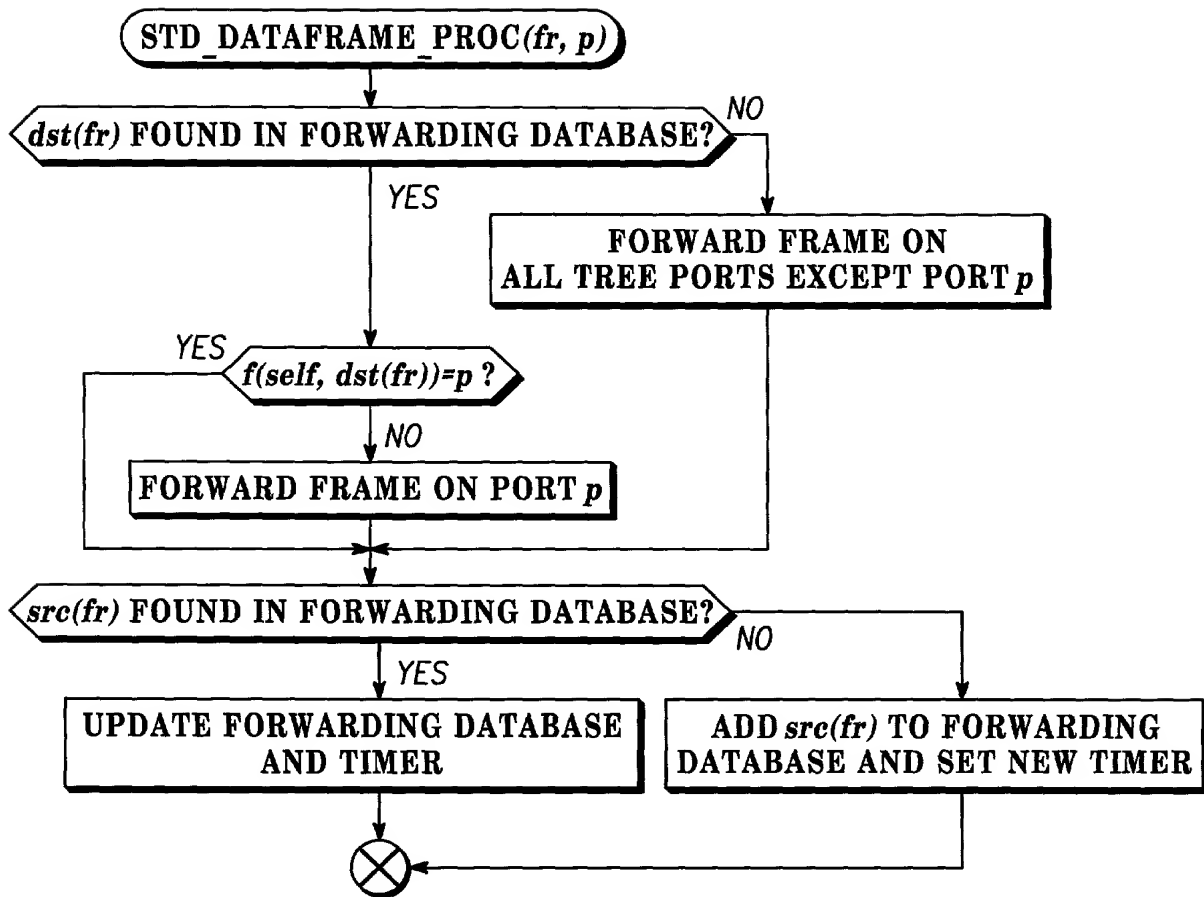 STD_DATAFRAME_PROC(fr, p)
dst(fr) FOUND IN FORWARDING DATABASE?
NO
YES
FORWARD FRAME ON
ALL TREE PORTS EXCEPT PORT p
YES
f(self, dst(fr))=p ?
NO
FORWARD FRAME ON PORT p
src(fr) FOUND IN FORWARDING DATABASE?
NO
YES
UPDATE FORWARDING DATABASE
AND TIMER
ADD src(fr) TO FORWARDING
DATABASE AND SET NEW TIMER